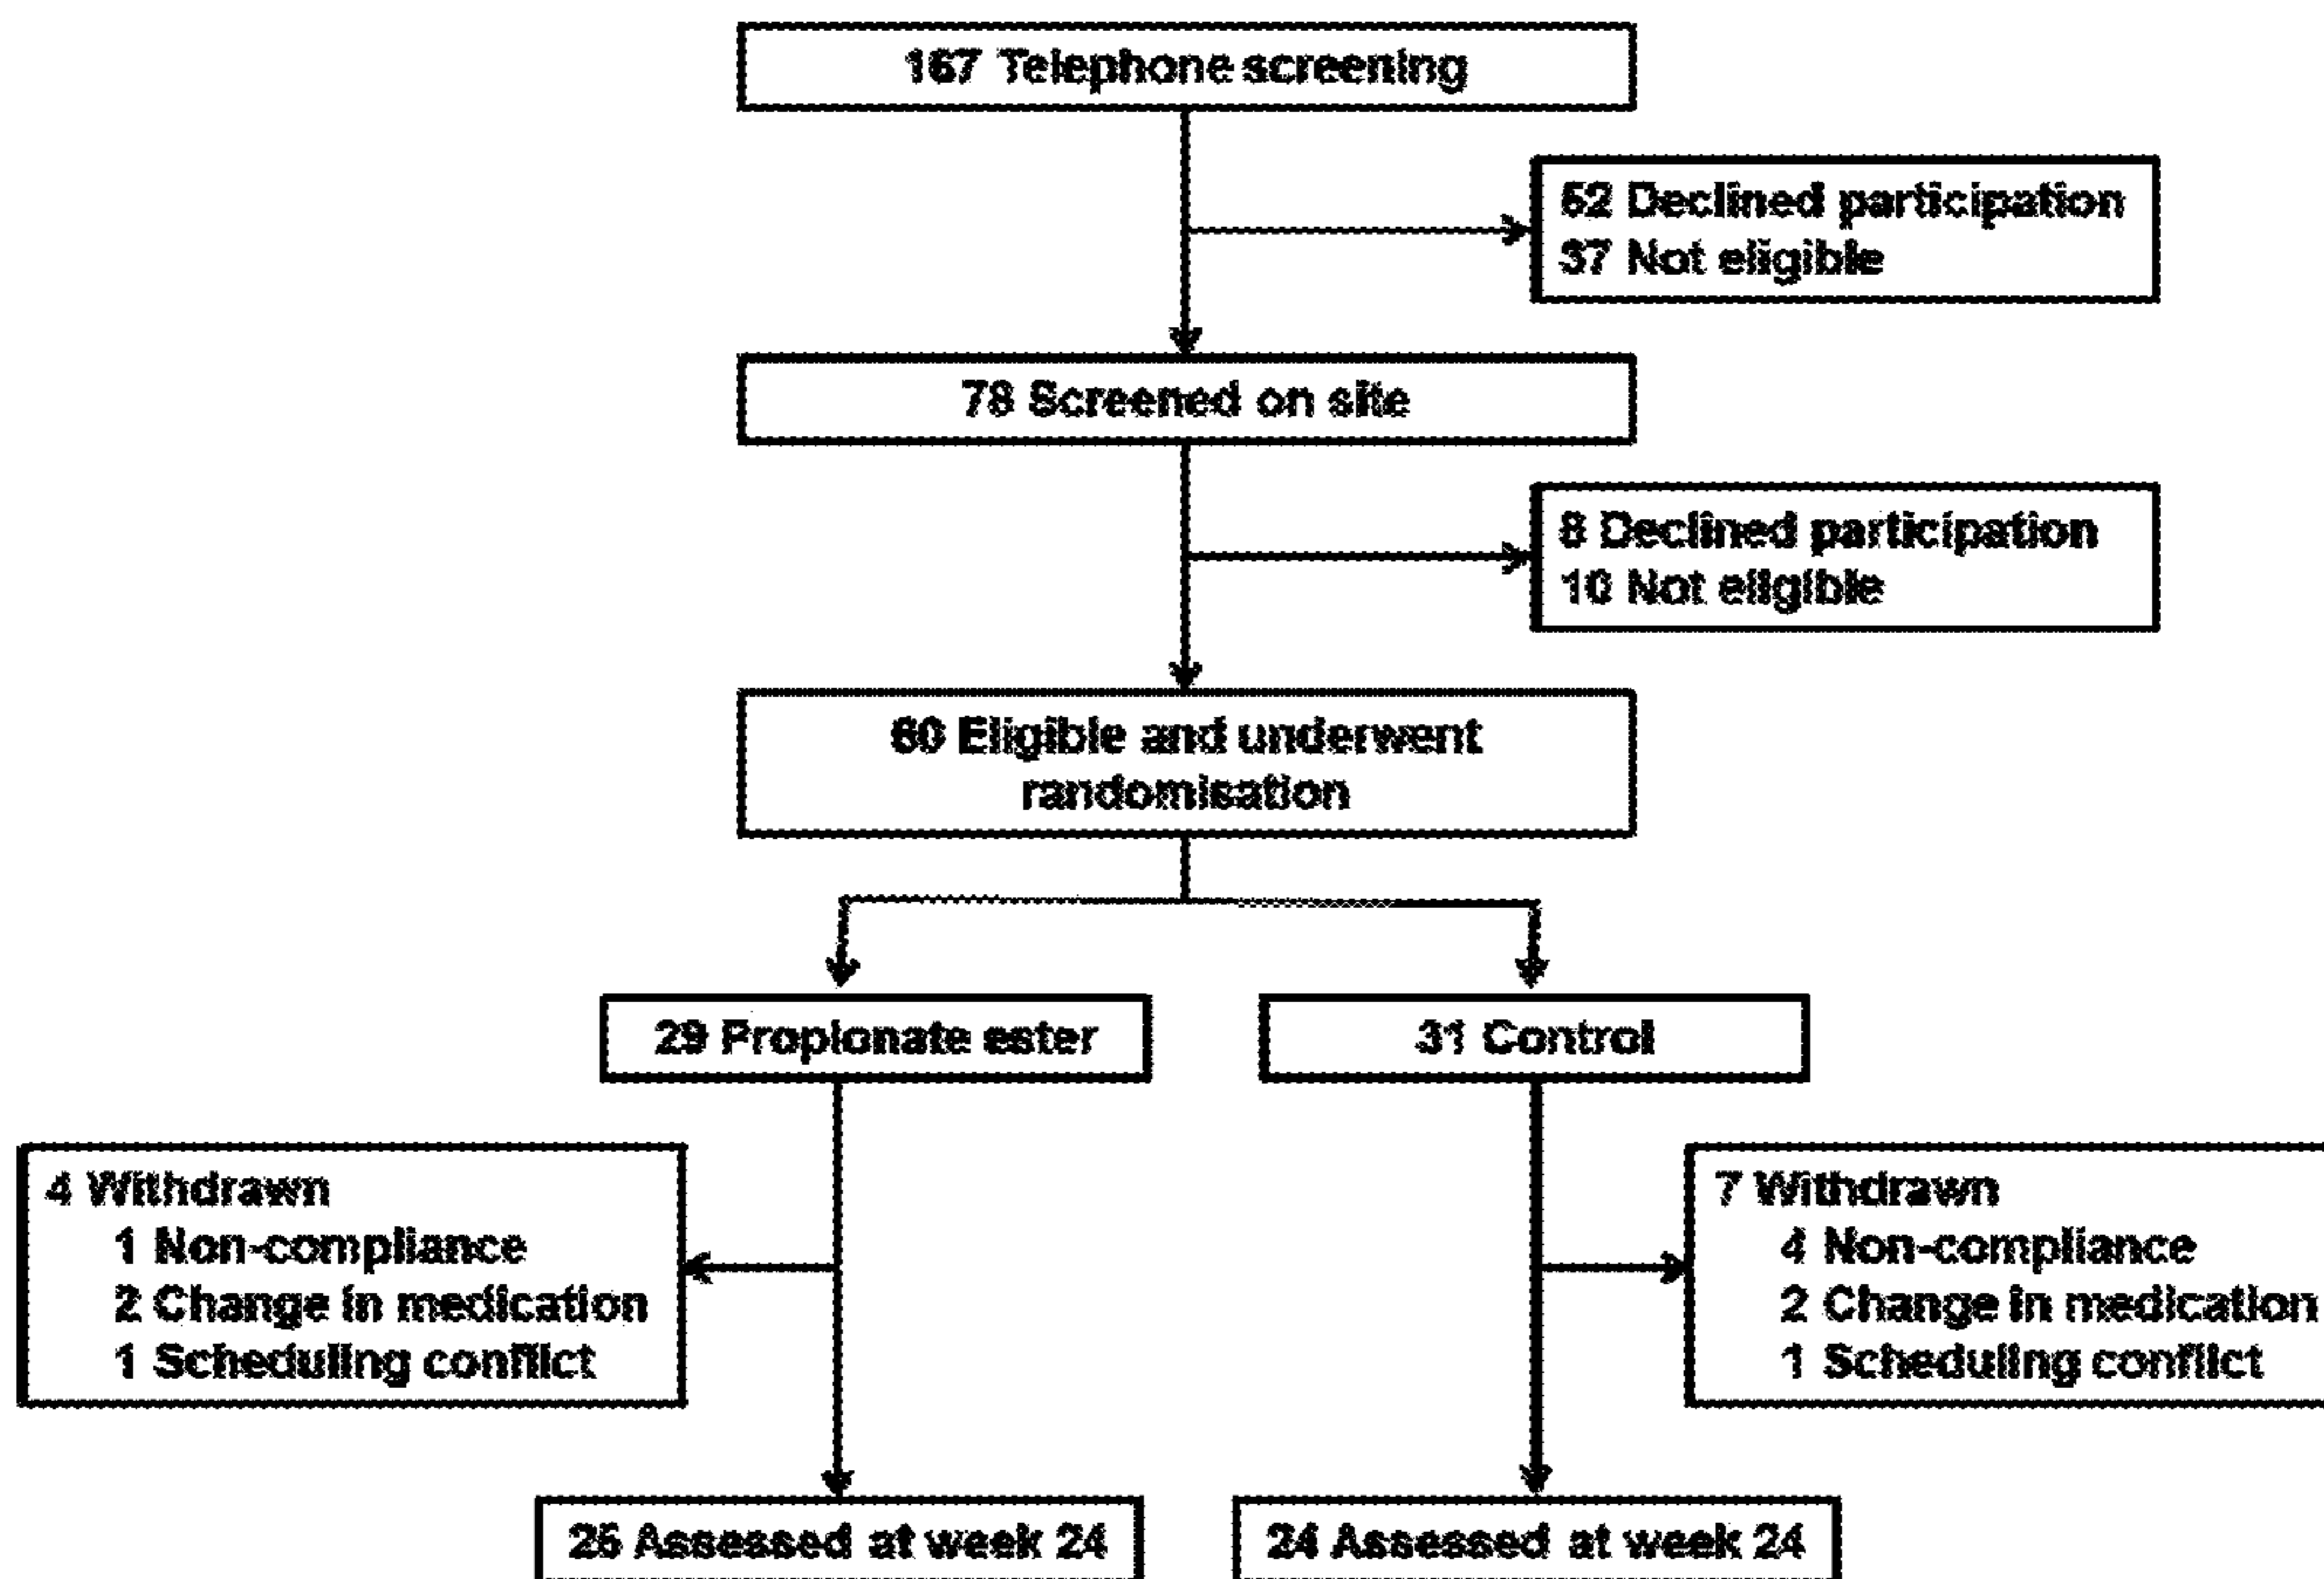 167 Telephone screening
52 Declined participation
37 Not eligible
78 Screened on site
8 Declined participation
10 Not eligible
60 Eligible and underwent
randomisation
29 Propionate ester
31 Control
4 Withdrawn
1 Non-compliance
2 Change in medication
1 Scheduling conflict
7 Withdrawn
4 Non-compliance
2 Change in medication
1 Scheduling conflict
25 Assessed at week 24
24 Assessed at week 24